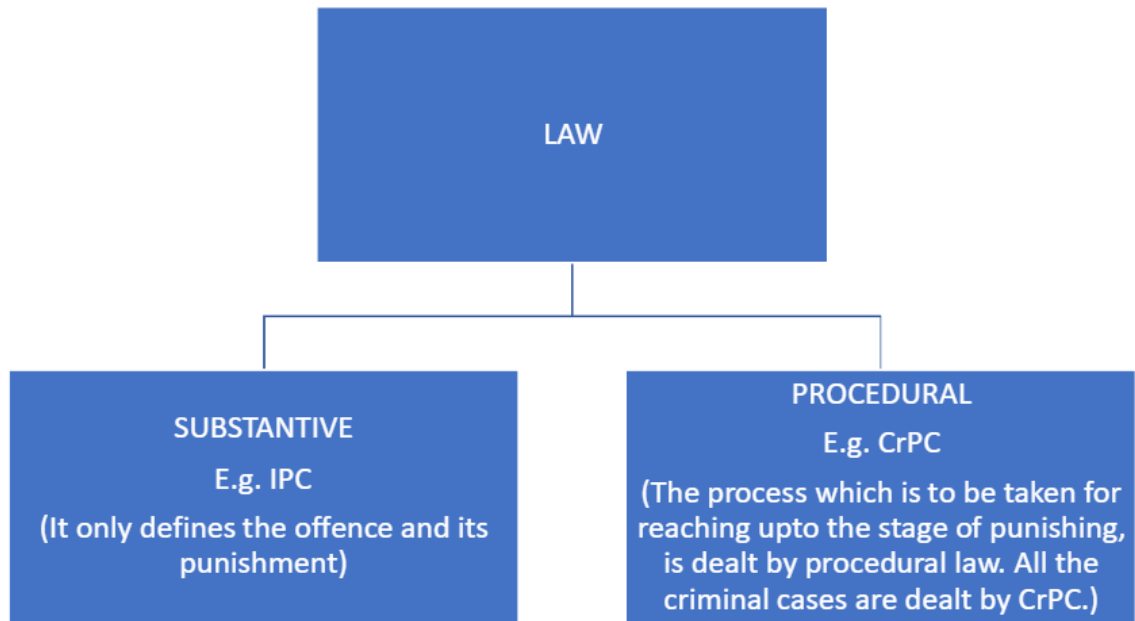 LAW
SUBSTANTIVE
E.g. IPC
(It only defines the offence and its
punishment)
PROCEDURAL
E.g. CrPC
(The process which is to be taken for
reaching upto the stage of punishing,
is dealt by procedural law. All the
criminal cases are dealt by CrPC.)